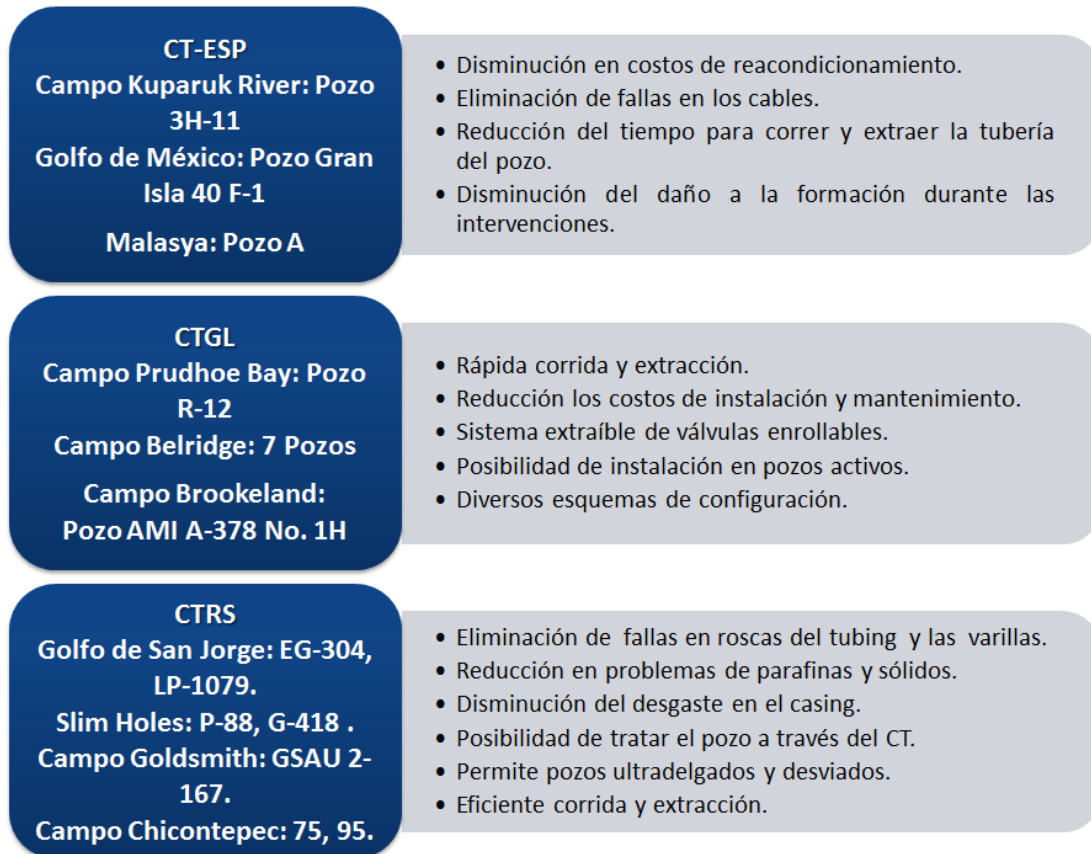 CT-ESP
Campo Kuparuk River: Pozo
3H-11
Golfo de México: Pozo Gran
Isla 40 F-1
Malasya: Pozo A
• Disminución en costos de reacondicionamiento.
• Eliminación de fallas en los cables.
• Reducción del tiempo para correr y extraer la tubería
del pozo.
• Disminución del daño a la formación durante las
intervenciones.
CTGL
Campo Prudhoe Bay: Pozo
R-12
Campo Belridge: 7 Pozos
Campo Brookeland:
Pozo AMI A-378 No. 1H
• Rápida corrida y extracción.
• Reducción los costos de instalación y mantenimiento.
• Sistema extraíble de válvulas enrollables.
• Posibilidad de instalación en pozos activos.
• Diversos esquemas de configuración.
CTRS
Golfo de San Jorge: EG-304,
LP-1079.
Slim Holes: P-88, G-418 .
Campo Goldsmith: GSAU 2-
167.
Campo Chicontepec: 75, 95.
• Eliminación de fallas en roscas del tubing y las varillas.
• Reducción en problemas de parafinas y sólidos.
• Disminución del desgaste en el casing.
• Posibilidad de tratar el pozo a través del CT.
• Permite pozos ultradelgados y desviados.
• Eficiente corrida y extracción.